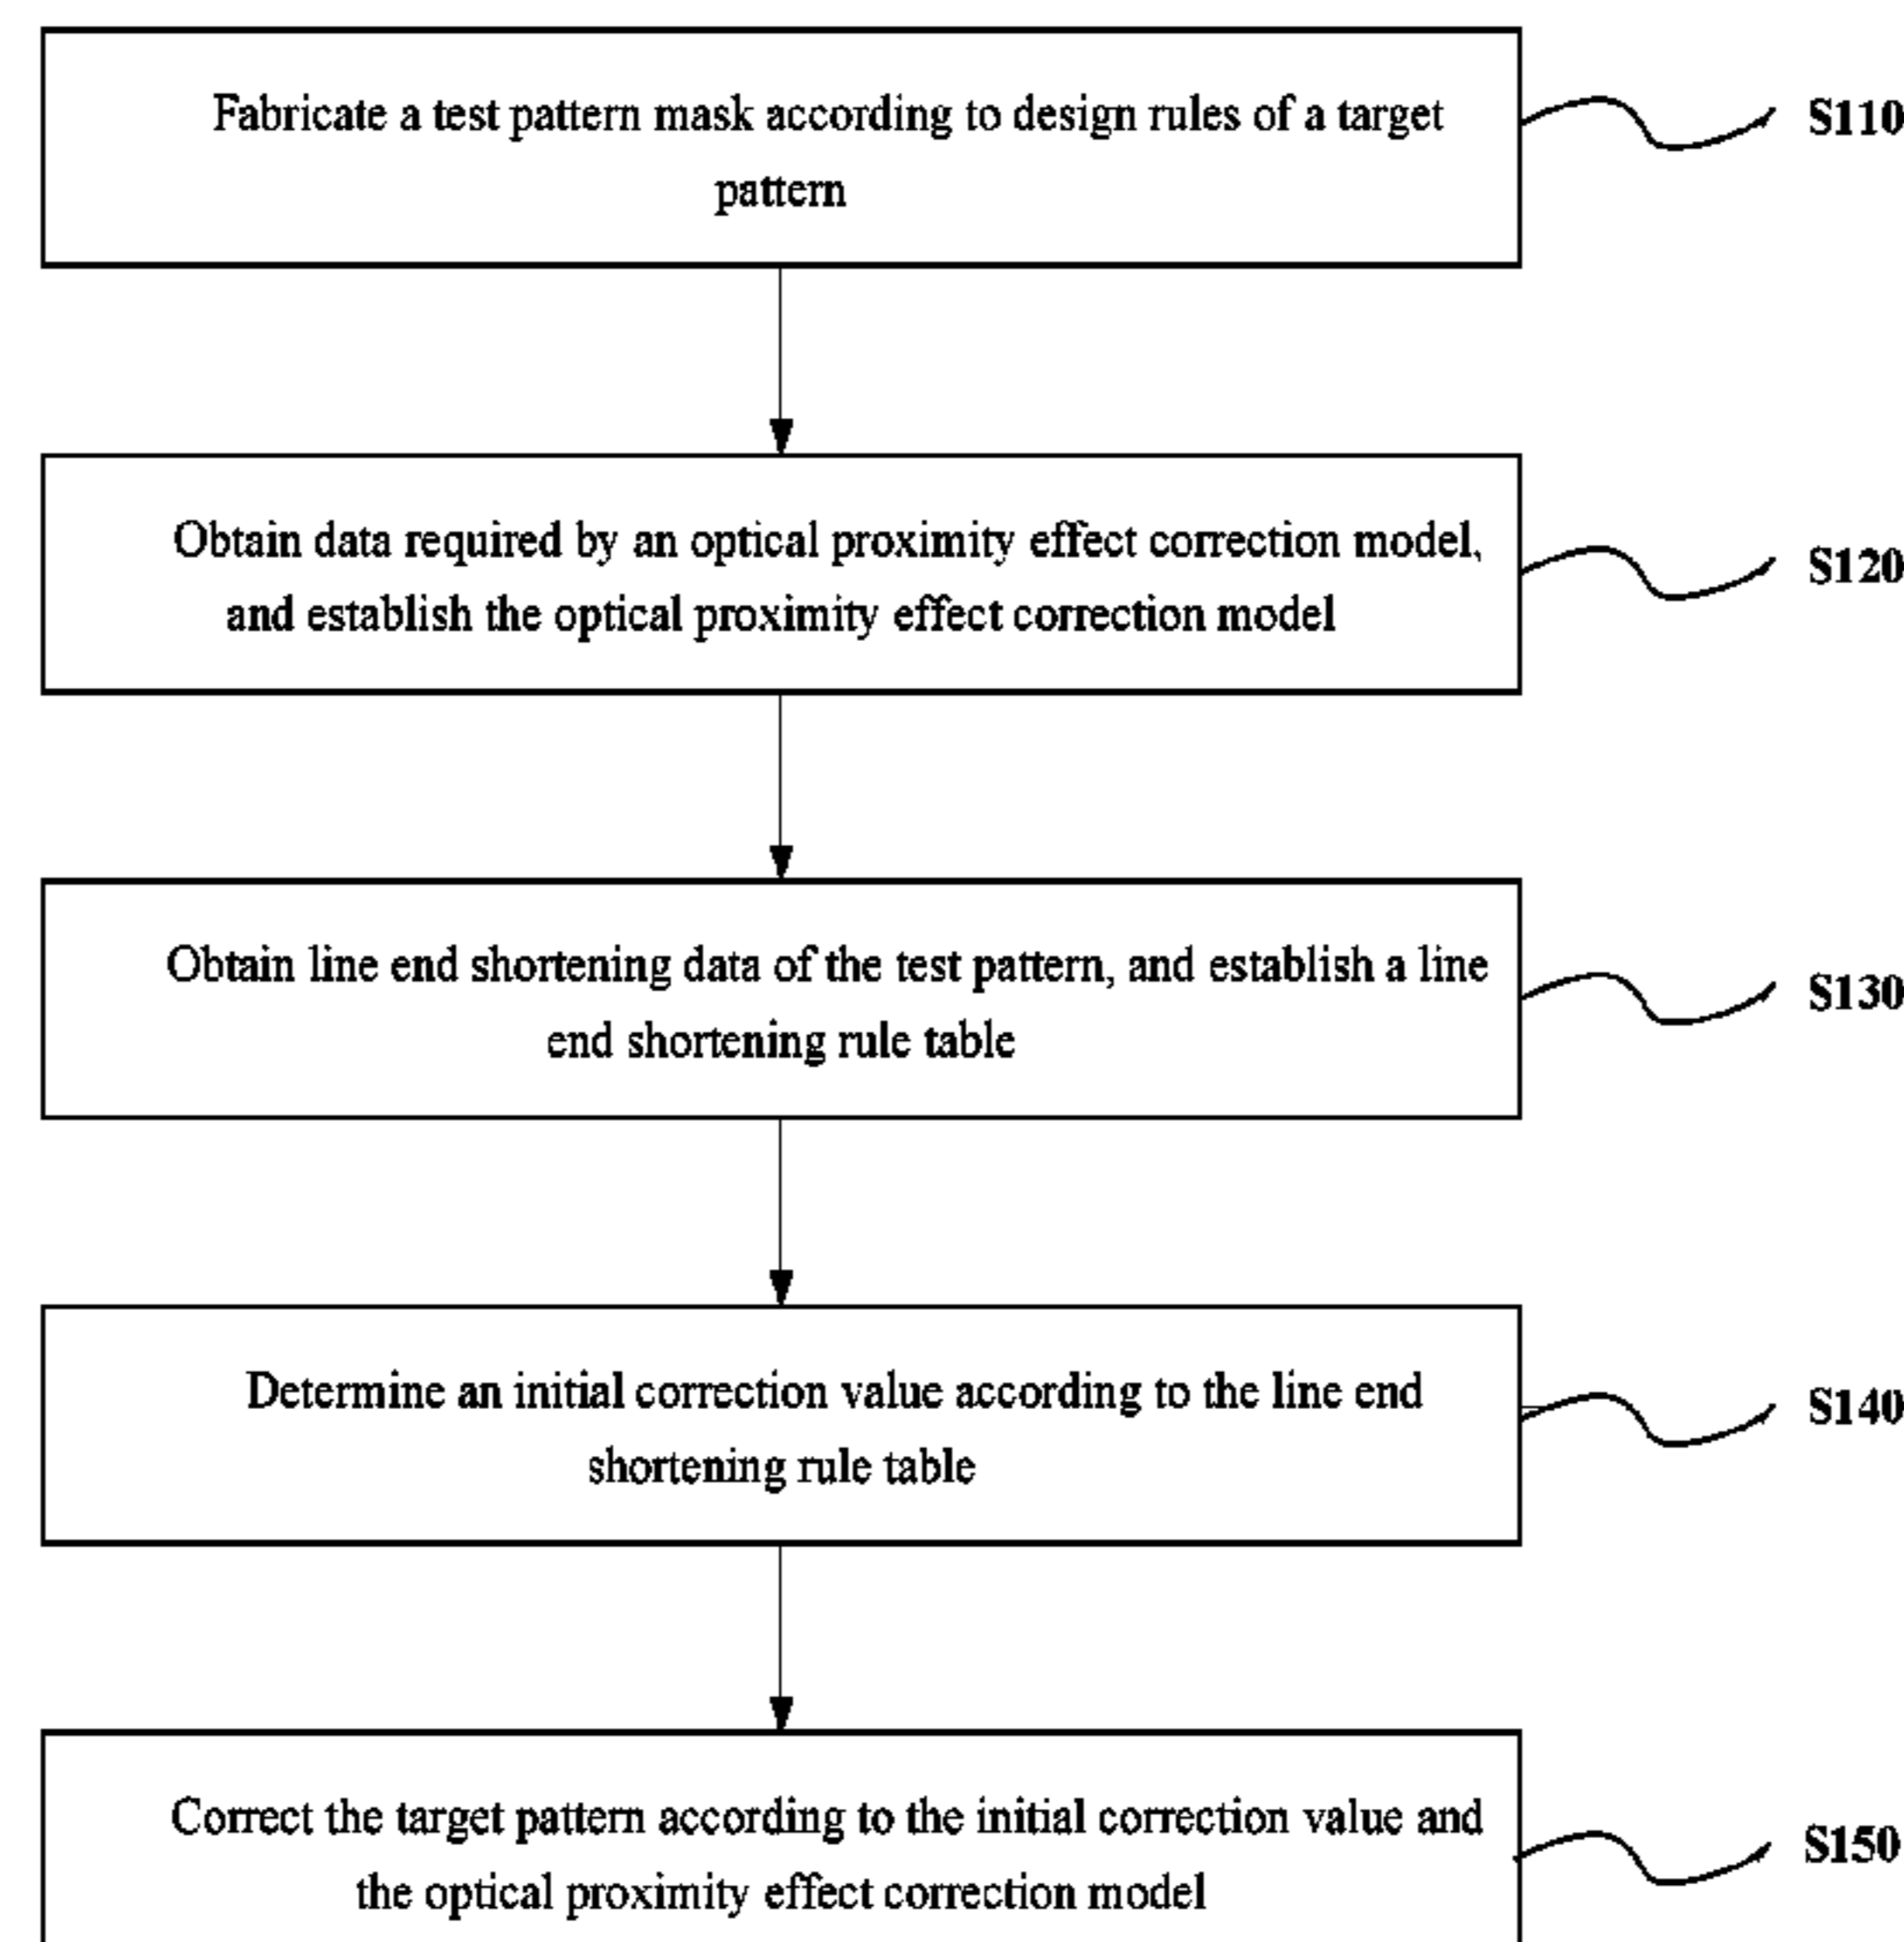 Fabricate a test pattern mask according to design rules of a target
pattern
S110
Obtain data required by an optical proximity effect correction model,
and establish the optical proximity effect correction model
S120
Obtain line end shortening data of the test pattern, and establish a line
end shortening rule table
S130
Determine an initial correction value according to the line end
shortening rule table
S140
Correct the target pattern according to the initial correction value and
the optical proximity effect correction model
S150